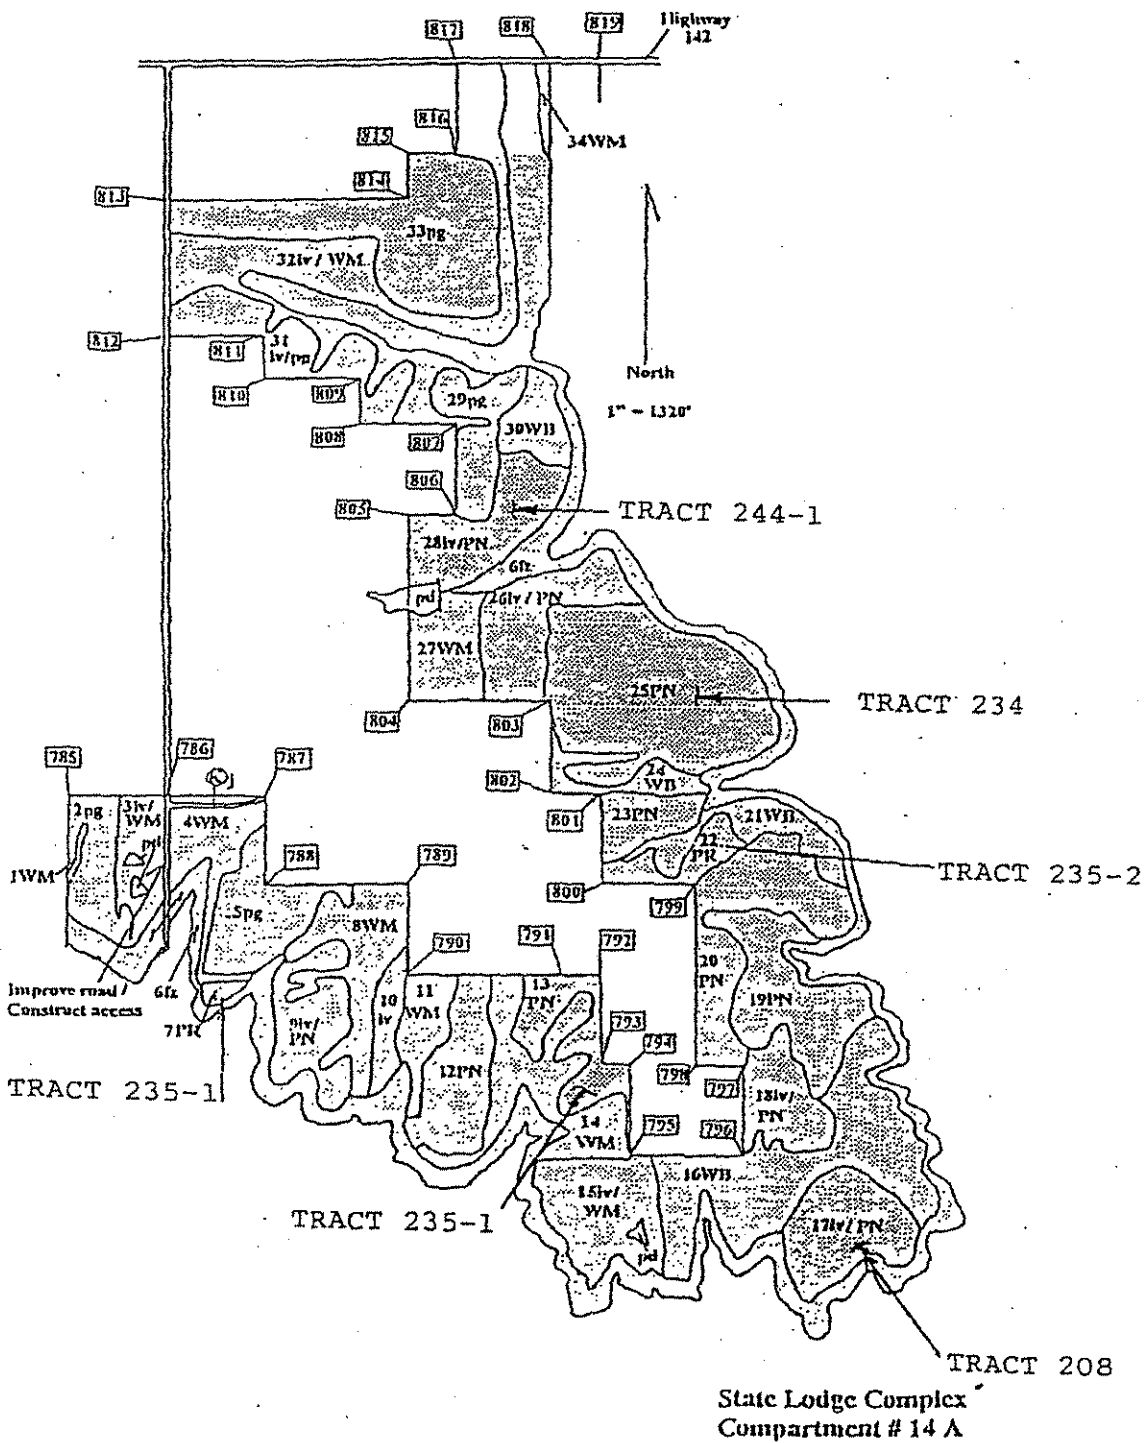 817
818
819
Highway
142
816
815
34WM
814
813
33pg
32lv / WM
812
811
31
lv/pn
810
809
North
29pg
1" = 1320'
808
807
30WB
806
805
TRACT 244-1
28lv/PN
6fz
pd
26lv / PN
27WM
25PN
TRACT 234
804
803
785
786
787
802
24
WB
2pg
3lv/
WM
pd
4WM
801
23PN
21WB
22
PR
788
789
1WM
800
TRACT 235-2
799
5pg
8WM
790
791
792
20
PN
Improve road /
Construct access
6fz
7PR
9lv/
PN
10
lv
11
WM
13
PN
19PN
793
794
12PN
798
797
TRACT 235-1
18lv/
PN
14
WM
795
796
16WB
15lv/
WM
TRACT 235-1
17lv/PN
pd
TRACT 208
State Lodge Complex
Compartment # 14 A